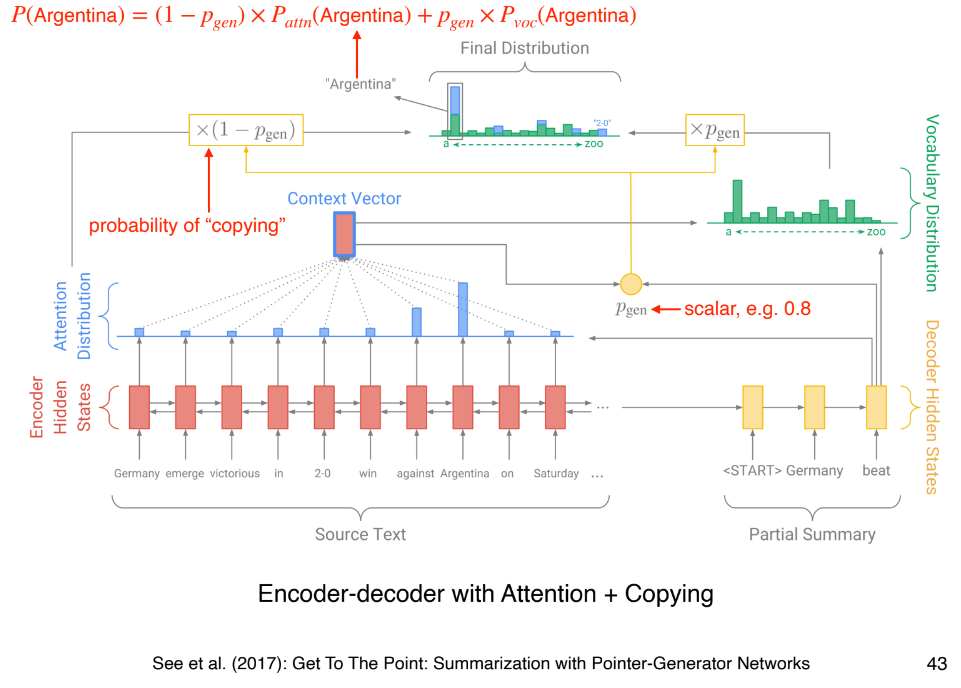 P(Argentina) = (1 − p_gen) × P_attn(Argentina) + p_gen × P_voc(Argentina)
Final Distribution
"Argentina"
×(1 − p_gen)
"2-0"
×p_gen
a
zoo
Context Vector
probability of “copying”
a
zoo
Vocabulary Distribution
Attention
Distribution
p_gen
scalar, e.g. 0.8
Encoder
Hidden
States
...
Decoder Hidden States
Germany emerge victorious in 2-0 win against Argentina on Saturday ...
<START> Germany beat
Source Text
Partial Summary
Encoder-decoder with Attention + Copying
See et al. (2017): Get To The Point: Summarization with Pointer-Generator Networks
43